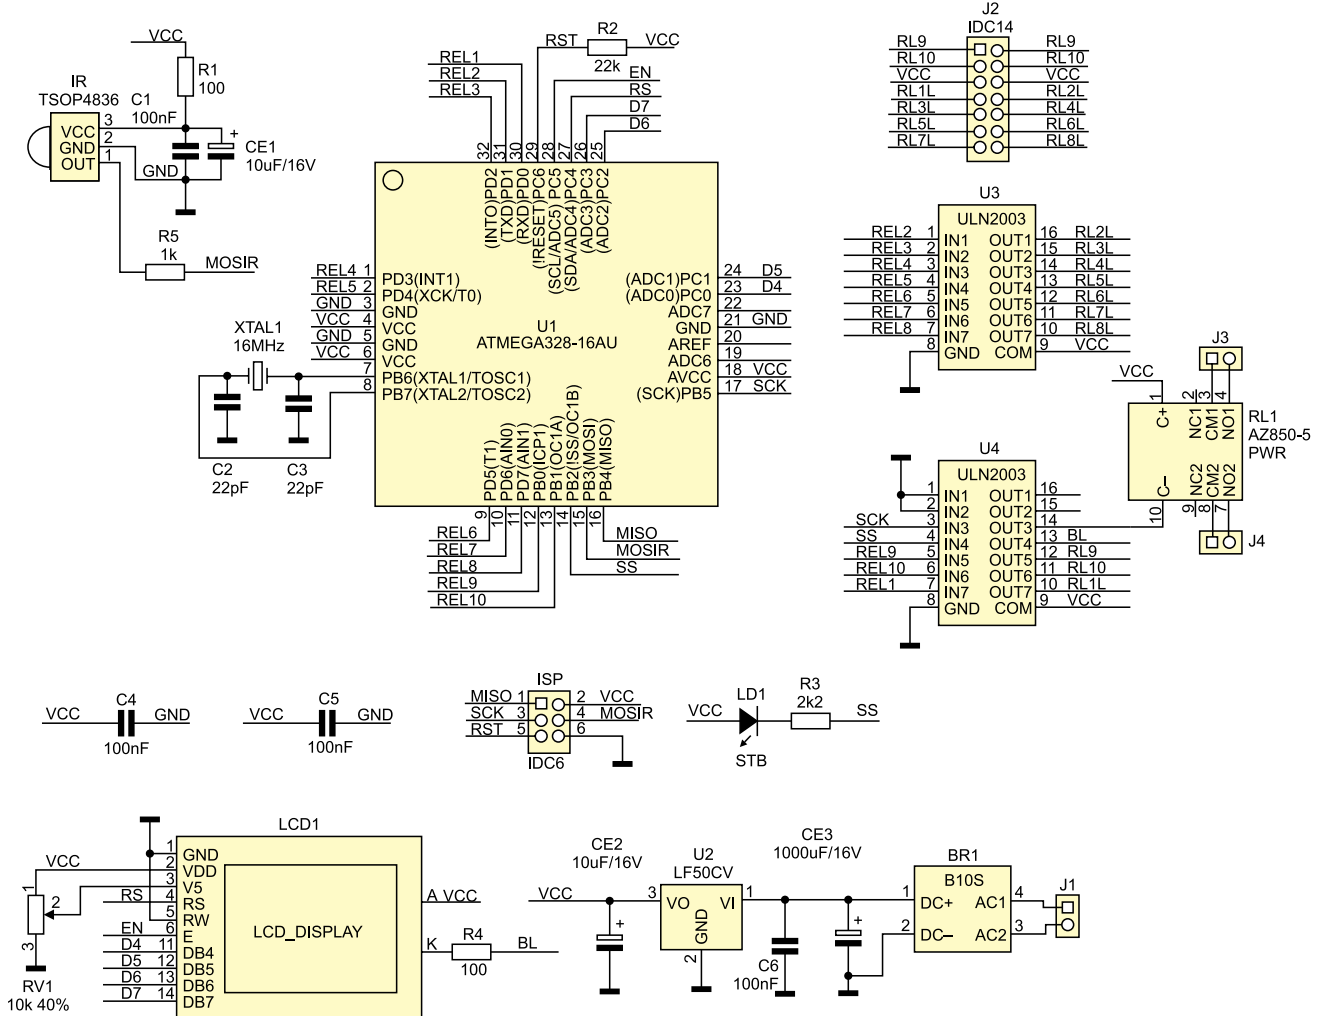 VCC
R1
100
IR
TSOP4836
C1
100nF
3
2
1
VCC
GND
OUT
GND
+
CE1
10uF/16V
R5
1k
MOSIR
XTAL1
16MHz
C2
22pF
C3
22pF
REL1
REL2
REL3
RST
R2
22k
VCC
EN
RS
D7
D6
32 31 30 29 28 27 26 25
(INTO)PD2
(TXD)PD1
(RXD)PD0
(!RESET)PC6
(SCL/ADC5) PC5
(SDA/ADC4)PC4
(ADC3)PC3
(ADC2)PC2
REL4 1 PD3(INT1)
REL5 2 PD4(XCK/T0)
GND 3 GND
VCC 4 VCC
GND 5 GND
VCC 6 VCC
7 PB6(XTAL1/TOSC1)
8 PB7(XTAL2/TOSC2)
U1
ATMEGA328-16AU
(ADC1)PC1 24 D5
(ADC0)PC0 23 D4
ADC7 22
GND 21 GND
AREF 20
ADC6 19
AVCC 18 VCC
(SCK)PB5 17 SCK
PD5(T1)
PD6(AIN0)
PD7(AIN1)
PB0(ICP1)
PB1(OC1A)
PB2(!SS/OC1B)
PB3(MOSI)
PB4(MISO)
9 10 11 12 13 14 15 16
REL6
REL7
REL8
REL9
REL10
MISO
MOSIR
SS
J2
IDC14
RL9 RL9
RL10 RL10
VCC VCC
RL1L RL2L
RL3L RL4L
RL5L RL6L
RL7L RL8L
U3
ULN2003
REL2 1 IN1 OUT1 16 RL2L
REL3 2 IN2 OUT2 15 RL3L
REL4 3 IN3 OUT3 14 RL4L
REL5 4 IN4 OUT4 13 RL5L
REL6 5 IN5 OUT5 12 RL6L
REL7 6 IN6 OUT6 11 RL7L
REL8 7 IN7 OUT7 10 RL8L
8 GND COM 9 VCC
U4
ULN2003
1 IN1 OUT1 16
2 IN2 OUT2 15
SCK 3 IN3 OUT3 14
SS 4 IN4 OUT4 13 BL
REL9 5 IN5 OUT5 12 RL9
REL10 6 IN6 OUT6 11 RL10
REL1 7 IN7 OUT7 10 RL1L
8 GND COM 9 VCC
J3
VCC
1 2 3 4
C+ NC1 CM1 NO1
C− NC2 CM2 NO2
10 9 8 7
RL1
AZ850-5
PWR
J4
C4
VCC GND
100nF
C5
VCC GND
100nF
ISP
MISO 1 2 VCC
SCK 3 4 MOSIR
RST 5 6
IDC6
LD1
VCC
STB
R3
2k2
SS
LCD1
VCC
RS
EN
D4
D5
D6
D7
1 GND
2 VDD
3 V5
4 RS
5 RW
6 E
11 DB4
12 DB5
13 DB6
14 DB7
LCD_DISPLAY
1
2
3
RV1
10k 40%
A VCC
K
R4
100
BL
CE2
10uF/16V
VCC
+
U2
LF50CV
3 VO VI 1
GND
2
C6
100nF
CE3
1000uF/16V
+
BR1
B10S
1 DC+ AC1 4
2 DC− AC2 3
J1